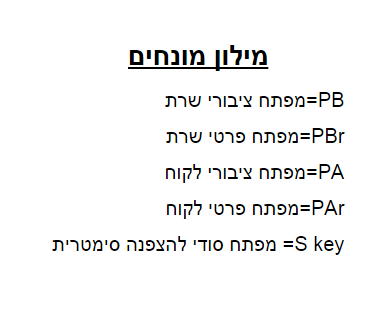 מילון מונחים
PB=מפתח ציבורי שרת
PBr=מפתח פרטי שרת
PA=מפתח ציבורי לקוח
PAr=מפתח פרטי לקוח
S key= מפתח סודי להצפנה סימטרית